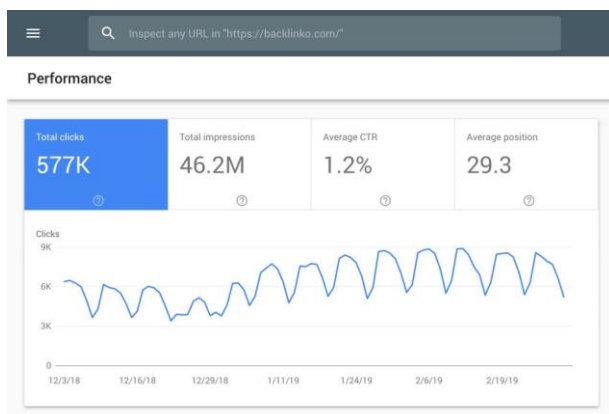 Inspect any URL in "https://backlinko.com/"
Performance
Total clicks Total impressions Average CTR Average position
577K 46.2M 1.2% 29.3
Clicks
9K
6K
3K
0
12/3/18 12/16/18 12/29/18 1/11/19 1/24/19 2/6/19 2/19/19